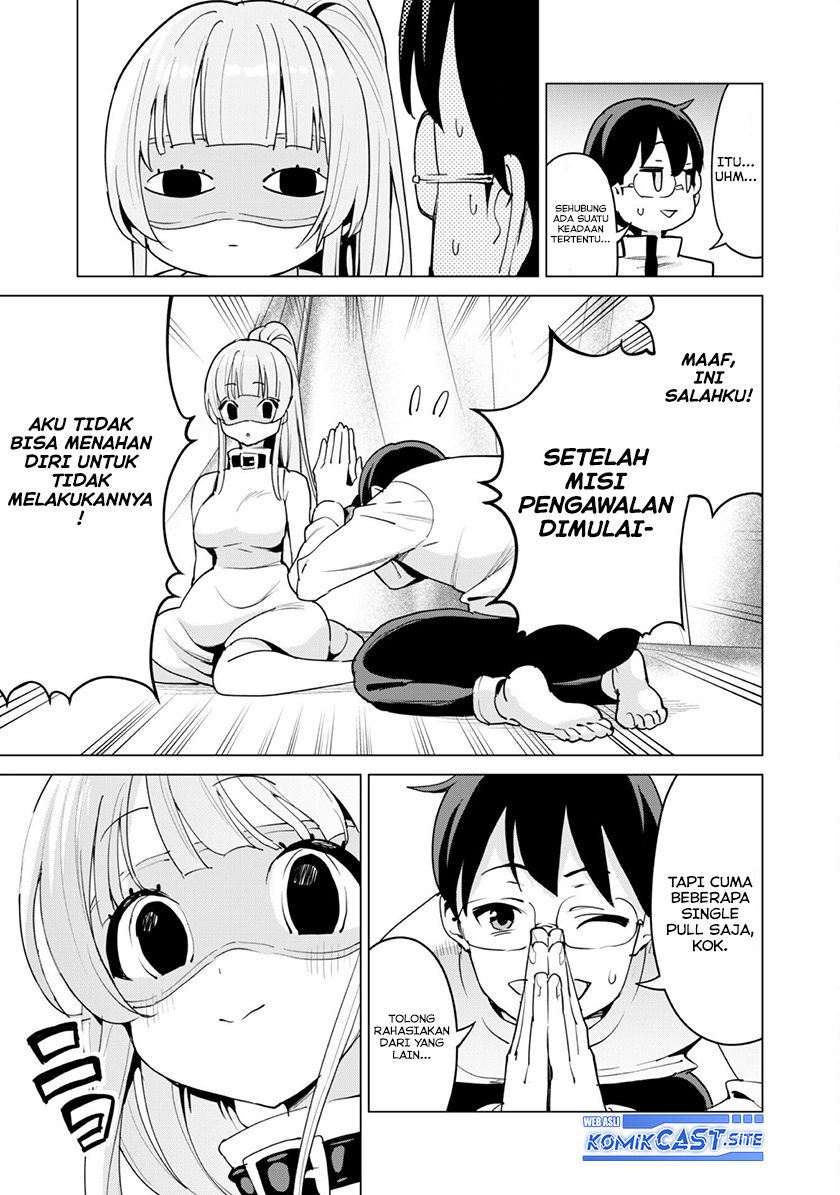 ITU...
UHM...
SEHUBUNG
ADA SUATU
KEADAAN
TERTENTU...
MAAF,
INI
SALAHKU!
SETELAH
MISI
PENGAWALAN
DIMULAI-
AKU TIDAK
BISA MENAHAN
DIRI UNTUK
TIDAK
MELAKUKANNYA
!
TAPI CUMA
BEBERAPA
SINGLE
PULL SAJA,
KOK.
TOLONG
RAHASIAKAN
DARI YANG
LAIN...
ニコ
WEB ASLI
KOMIKCAST.SITE